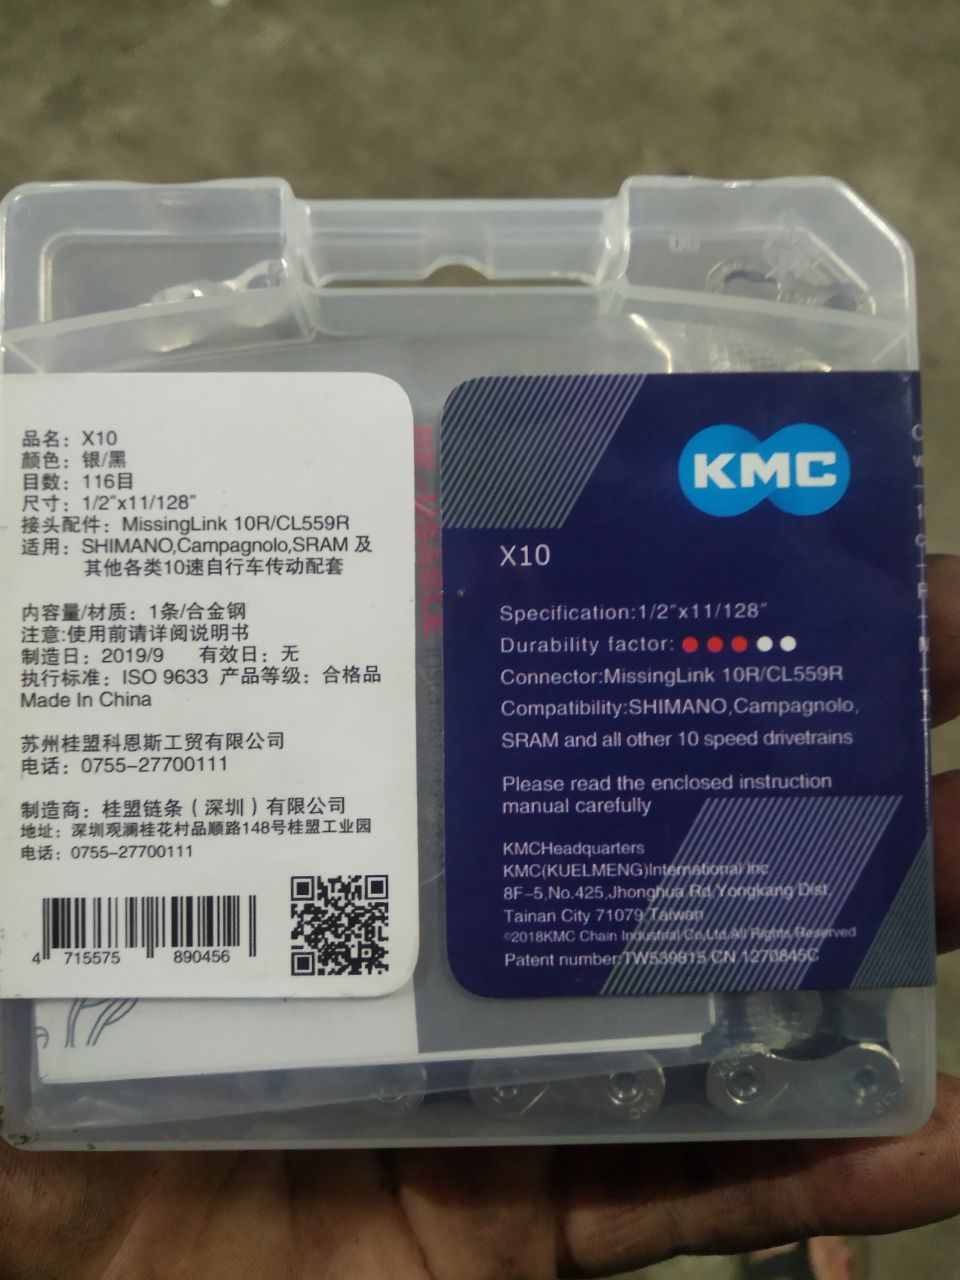 品名：X10
颜色：银/黑
目数：116目
尺寸：1/2"x11/128"
接头配件：MissingLink 10R/CL559R
适用：SHIMANO,Campagnolo,SRAM 及
其他各类10速自行车传动配套
内容量/材质：1条/合金钢
注意:使用前请详阅说明书
制造日：2019/9 有效日：无
执行标准：ISO 9633 产品等级：合格品
Made In China
苏州桂盟科恩斯工贸有限公司
电话：0755-27700111
制造商：桂盟链条（深圳）有限公司
地址：深圳观澜桂花村品顺路148号桂盟工业园
电话：0755-27700111
4 715575 890456
KMC
X10
Specification:1/2"x11/128"
Durability factor:
Connector:MissingLink 10R/CL559R
Compatibility:SHIMANO,Campagnolo,
SRAM and all other 10 speed drivetrains
Please read the enclosed instruction
manual carefully
KMCHeadquarters
KMC(KUELMENG)International Inc
8F-5,No.425,Jhonghua Rd,Yongkang Dist,
Tainan City 71079,Taiwan
©2018KMC Chain Industrial Co.Ltd.All Rights Reserved
Patent number:TW539815 CN 1270845C